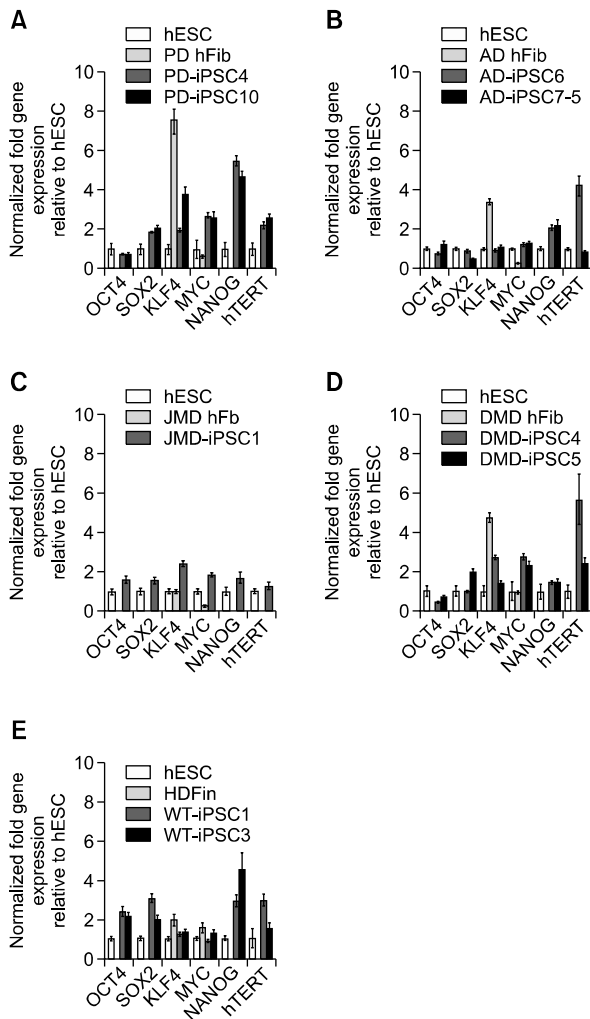 A
hESC
PD hFib
PD-iPSC4
PD-iPSC10
Normalized fold gene
expression
relative to hESC
10
8
6
4
2
0
OCT4
SOX2
KLF4
MYC
NANOG
hTERT
B
hESC
AD hFib
AD-iPSC6
AD-iPSC7-5
Normalized fold gene
expression
relative to hESC
10
8
6
4
2
0
OCT4
SOX2
KLF4
MYC
NANOG
hTERT
C
hESC
JMD hFb
JMD-iPSC1
Normalized fold gene
expression
relative to hESC
10
8
6
4
2
0
OCT4
SOX2
KLF4
MYC
NANOG
hTERT
D
hESC
DMD hFib
DMD-iPSC4
DMD-iPSC5
Normalized fold gene
expression
relative to hESC
10
8
6
4
2
0
OCT4
SOX2
KLF4
MYC
NANOG
hTERT
E
hESC
HDFin
WT-iPSC1
WT-iPSC3
Normalized fold gene
expression
relative to hESC
10
8
6
4
2
0
OCT4
SOX2
KLF4
MYC
NANOG
hTERT